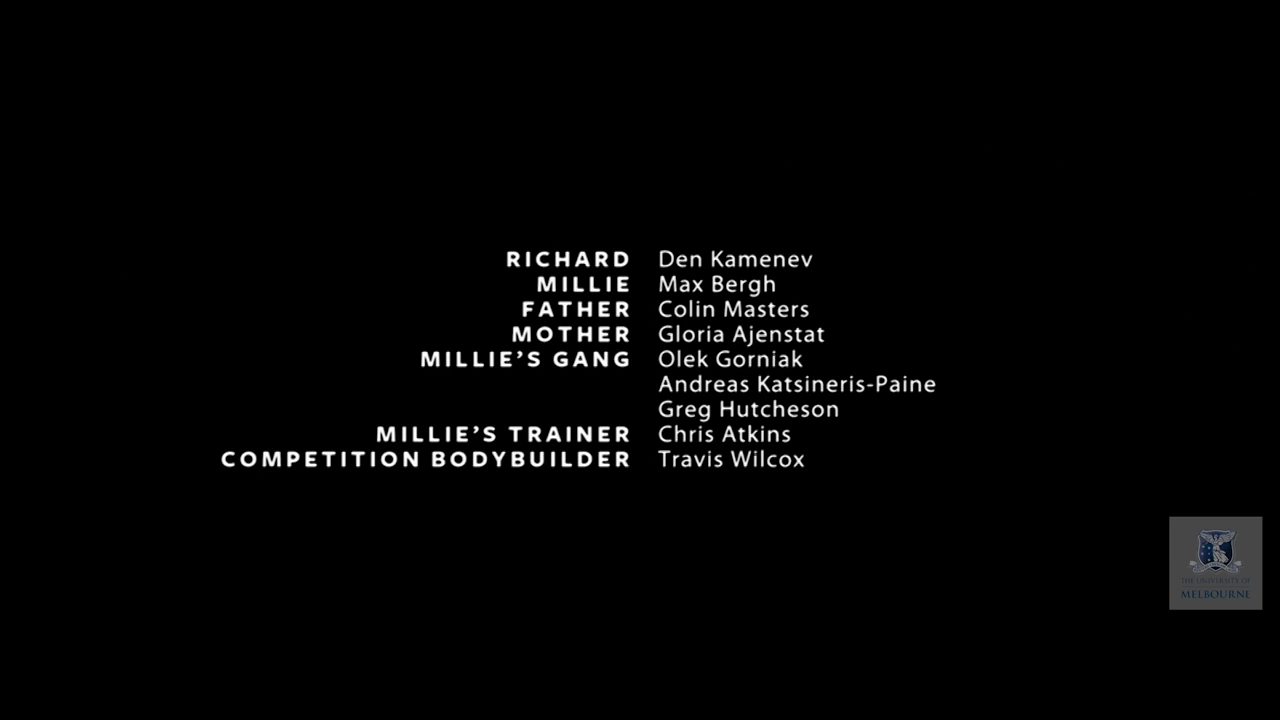 RICHARD Den Kamenev
MILLIE Max Bergh
FATHER Colin Masters
MOTHER Gloria Ajenstat
MILLIE’S GANG Olek Gorniak
Andreas Katsineris-Paine
Greg Hutcheson
MILLIE’S TRAINER Chris Atkins
COMPETITION BODYBUILDER Travis Wilcox
THE UNIVERSITY OF
MELBOURNE